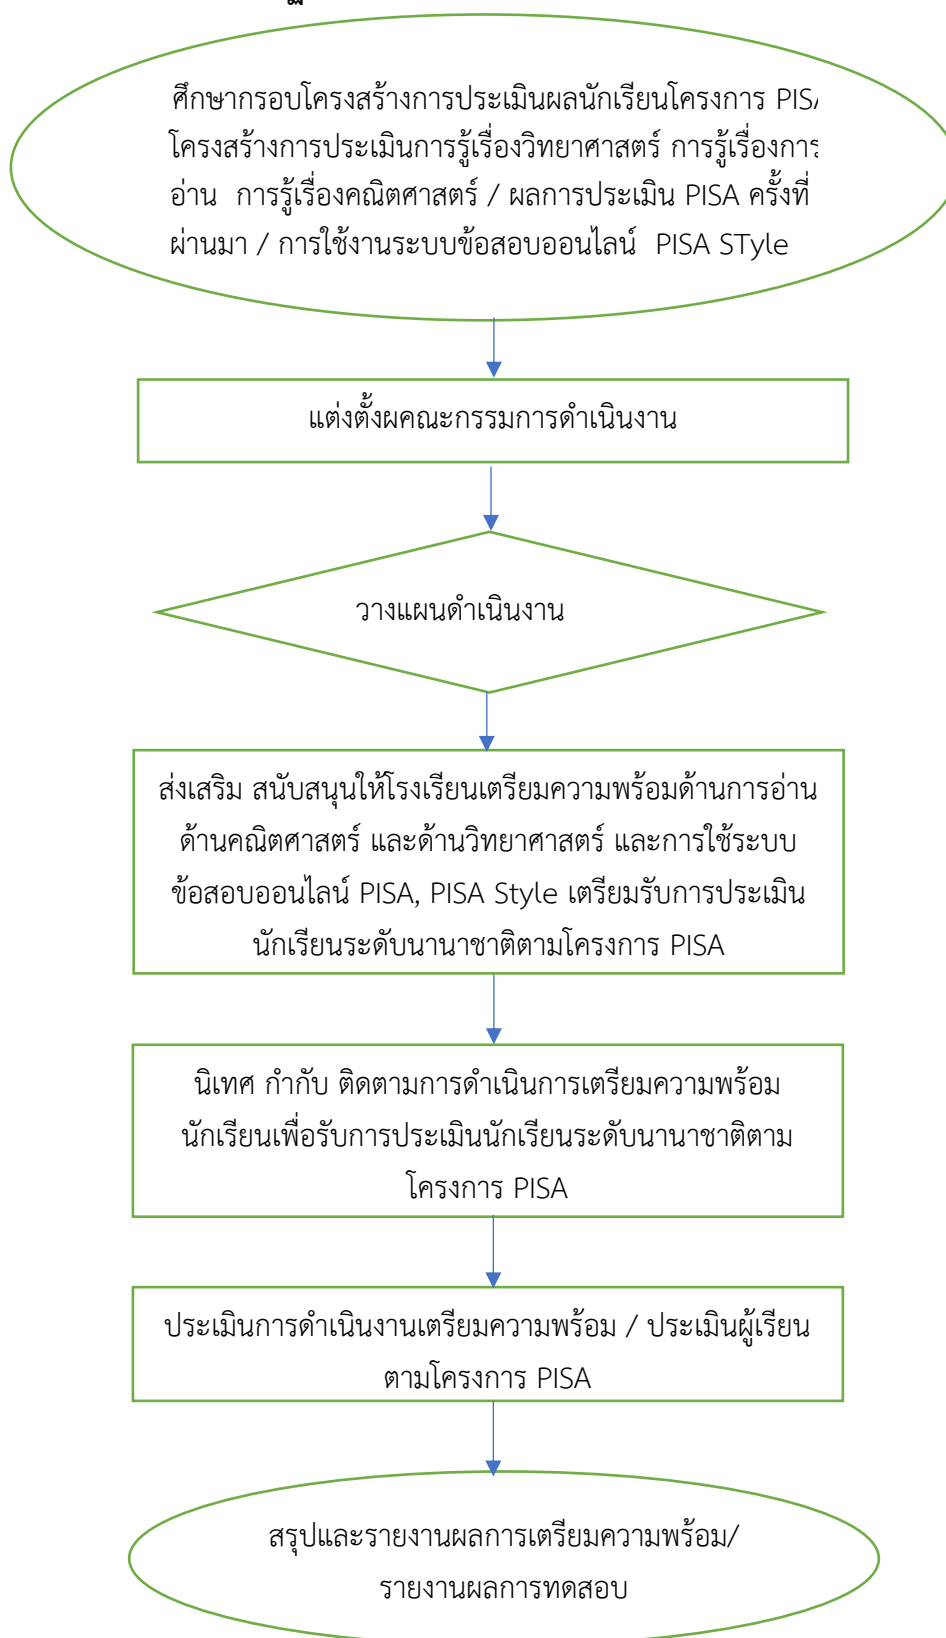 ศึกษากรอบโครงสร้างการประเมินผลนักเรียนโครงการ PISA
โครงสร้างการประเมินการรู้เรื่องวิทยาศาสตร์ การรู้เรื่องการ
อ่าน การรู้เรื่องคณิตศาสตร์ / ผลการประเมิน PISA ครั้งที่
ผ่านมา / การใช้งานระบบข้อสอบออนไลน์ PISA STyle
แต่งตั้งผคณะกรรมการดำเนินงาน
วางแผนดำเนินงาน
ส่งเสริม สนับสนุนให้โรงเรียนเตรียมความพร้อมด้านการอ่าน
ด้านคณิตศาสตร์ และด้านวิทยาศาสตร์ และการใช้ระบบ
ข้อสอบออนไลน์ PISA, PISA Style เตรียมรับการประเมิน
นักเรียนระดับนานาชาติตามโครงการ PISA
นิเทศ กำกับ ติดตามการดำเนินการเตรียมความพร้อม
นักเรียนเพื่อรับการประเมินนักเรียนระดับนานาชาติตาม
โครงการ PISA
ประเมินการดำเนินงานเตรียมความพร้อม / ประเมินผู้เรียน
ตามโครงการ PISA
สรุปและรายงานผลการเตรียมความพร้อม/
รายงานผลการทดสอบ